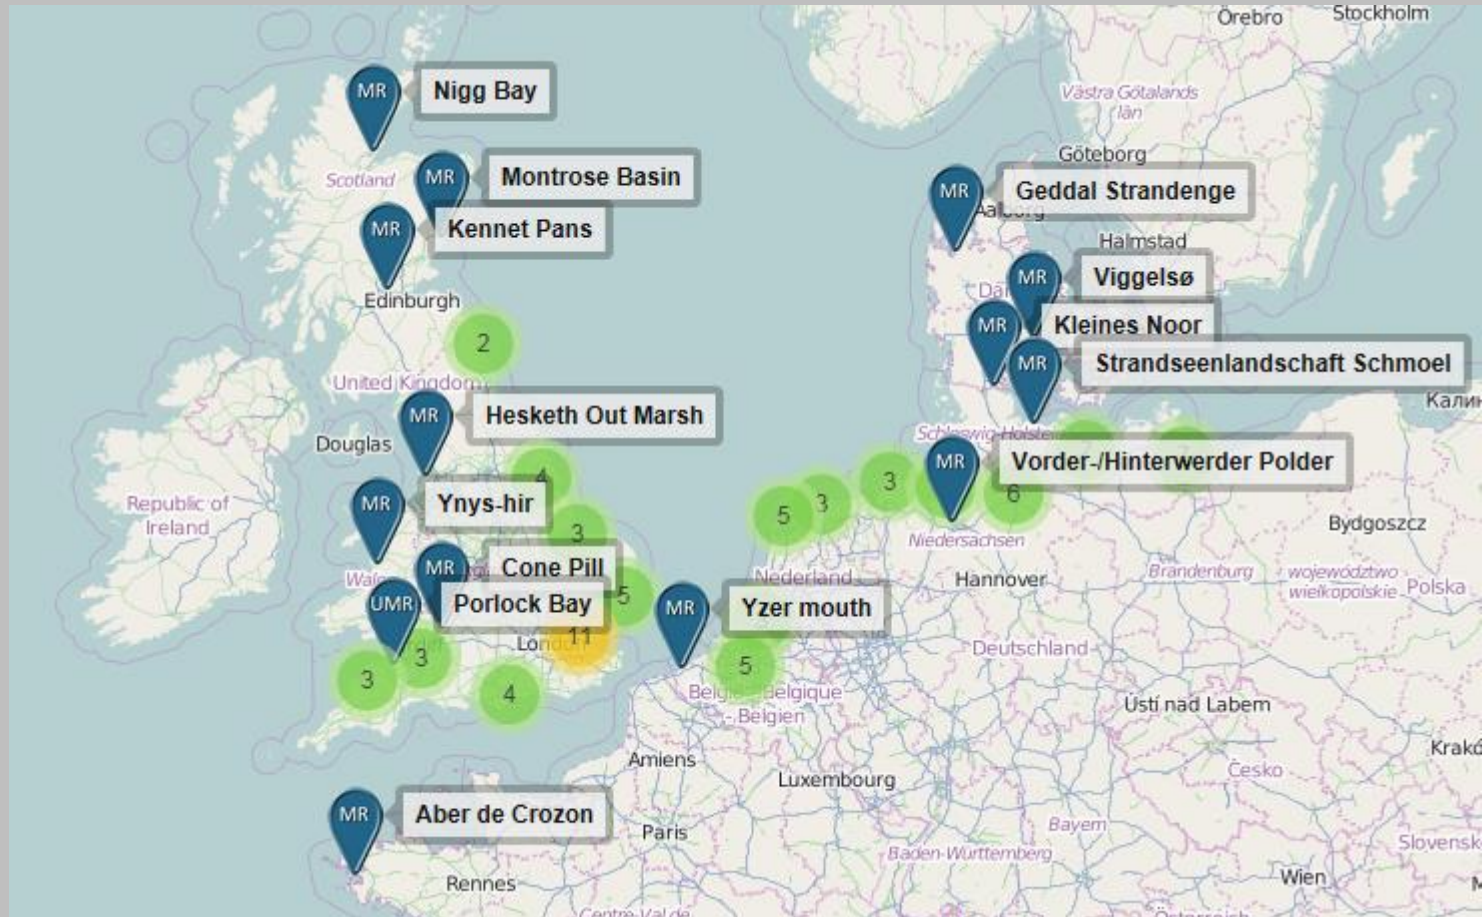 Örebro
Stockholm
MR
Nigg Bay
Västra Götalands
län
Göteborg
Scotland
MR
Montrose Basin
MR
Geddal Strandenge
MR
Kennet Pans
Halmstad
MR
Viggelsø
Edinburgh
MR
Kleines Noor
2
MR
Strandseenlandschaft Schmoel
United Kingdom
MR
Hesketh Out Marsh
Douglas
MR
Vorder-/Hinterwerder Polder
4
3
3
5
6
MR
Ynys-hir
Republic of
Ireland
3
Bydgoszcz
Niedersachsen
MR
Cone Pill
Nederland
Hannover
Brandenburg
województwo
wielkopolskie
Polska
UMR
Porlock Bay
5
MR
Yzer mouth
11
3
3
4
5
Deutschland
België Belgique
- Belgien
Ústí nad Labem
Amiens
Luxembourg
Česko
MR
Aber de Crozon
Paris
Bayern
Baden-Württemberg
Rennes
Wien